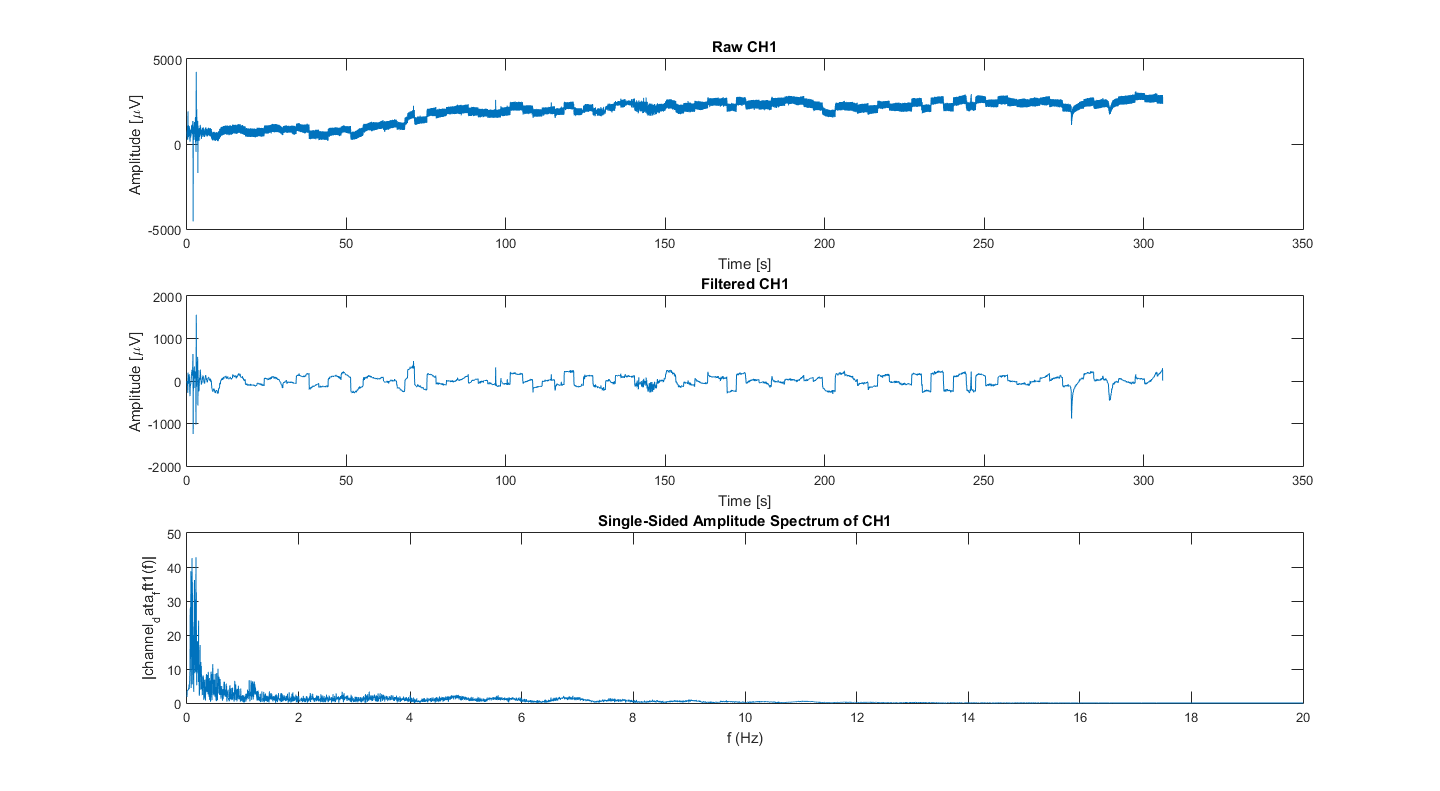 Raw CH1
Amplitude [μV]
5000
0
-5000
0 50 100 150 200 250 300 350
Time [s]
Filtered CH1
Amplitude [μV]
2000
1000
0
-1000
-2000
0 50 100 150 200 250 300 350
Time [s]
Single-Sided Amplitude Spectrum of CH1
|channel_data_fft1(f)|
50
40
30
20
10
0
0 2 4 6 8 10 12 14 16 18 20
f (Hz)